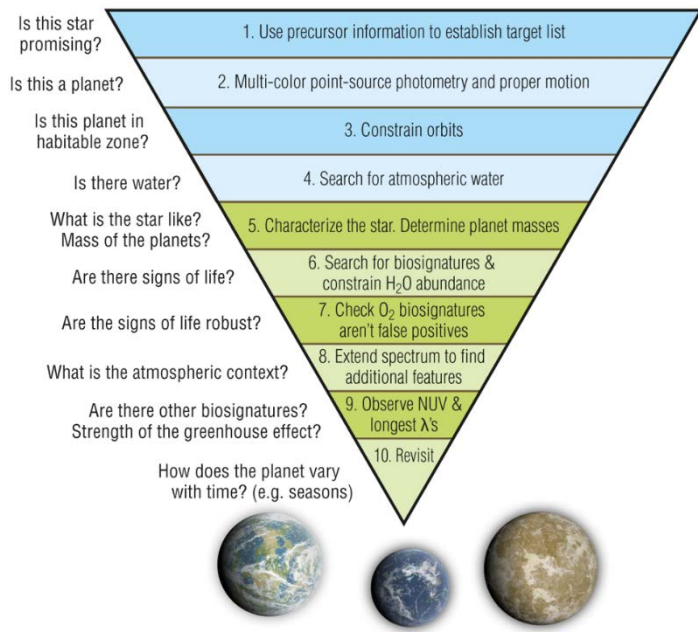 Is this star
promising?
1. Use precursor information to establish target list
Is this a planet?
2. Multi-color point-source photometry and proper motion
Is this planet in
habitable zone?
3. Constrain orbits
Is there water?
4. Search for atmospheric water
What is the star like?
Mass of the planets?
5. Characterize the star. Determine planet masses
Are there signs of life?
6. Search for biosignatures &
constrain H₂O abundance
Are the signs of life robust?
7. Check O₂ biosignatures
aren't false positives
What is the atmospheric context?
8. Extend spectrum to find
additional features
Are there other biosignatures?
Strength of the greenhouse effect?
9. Observe NUV &
longest λ's
How does the planet vary
with time? (e.g. seasons)
10. Revisit